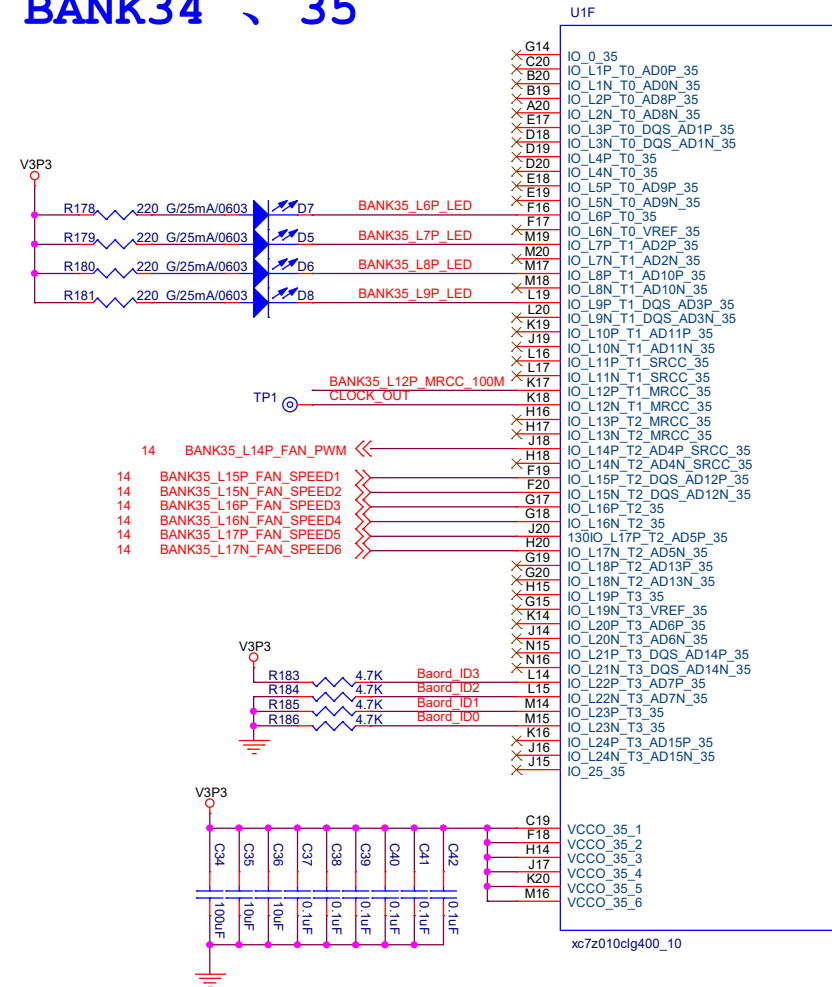 BANK34 、 35
U1F
G14 IO_0_35
C20 IO_L1P_T0_AD0P_35
B20 IO_L1N_T0_AD0N_35
B19 IO_L2P_T0_AD8P_35
A20 IO_L2N_T0_AD8N_35
E17 IO_L3P_T0_DQS_AD1P_35
D18 IO_L3N_T0_DQS_AD1N_35
D19 IO_L4P_T0_35
D20 IO_L4N_T0_35
V3P3
E18 IO_L5P_T0_AD9P_35
E19 IO_L5N_T0_AD9N_35
R178 220 G/25mA/0603 D7 BANK35_L6P_LED F16 IO_L6P_T0_35
F17 IO_L6N_T0_VREF_35
R179 220 G/25mA/0603 D5 BANK35_L7P_LED M19 IO_L7P_T1_AD2P_35
M20 IO_L7N_T1_AD2N_35
R180 220 G/25mA/0603 D6 BANK35_L8P_LED M17 IO_L8P_T1_AD10P_35
M18 IO_L8N_T1_AD10N_35
R181 220 G/25mA/0603 D8 BANK35_L9P_LED L19 IO_L9P_T1_DQS_AD3P_35
L20 IO_L9N_T1_DQS_AD3N_35
K19 IO_L10P_T1_AD11P_35
J19 IO_L10N_T1_AD11N_35
L16 IO_L11P_T1_SRCC_35
L17 IO_L11N_T1_SRCC_35
BANK35_L12P_MRCC_100M K17 IO_L12P_T1_MRCC_35
TP1 CLOCK_OUT K18 IO_L12N_T1_MRCC_35
H16 IO_L13P_T2_MRCC_35
H17 IO_L13N_T2_MRCC_35
14 BANK35_L14P_FAN_PWM J18 IO_L14P_T2_AD4P_SRCC_35
H18 IO_L14N_T2_AD4N_SRCC_35
14 BANK35_L15P_FAN_SPEED1 F19 IO_L15P_T2_DQS_AD12P_35
14 BANK35_L15N_FAN_SPEED2 F20 IO_L15N_T2_DQS_AD12N_35
14 BANK35_L16P_FAN_SPEED3 G17 IO_L16P_T2_35
14 BANK35_L16N_FAN_SPEED4 G18 IO_L16N_T2_35
14 BANK35_L17P_FAN_SPEED5 J20 130IO_L17P_T2_AD5P_35
14 BANK35_L17N_FAN_SPEED6 H20 IO_L17N_T2_AD5N_35
G19 IO_L18P_T2_AD13P_35
G20 IO_L18N_T2_AD13N_35
H15 IO_L19P_T3_35
G15 IO_L19N_T3_VREF_35
K14 IO_L20P_T3_AD6P_35
J14 IO_L20N_T3_AD6N_35
V3P3
N15 IO_L21P_T3_DQS_AD14P_35
N16 IO_L21N_T3_DQS_AD14N_35
R183 4.7K Baord_ID3 L14 IO_L22P_T3_AD7P_35
R184 4.7K Baord_ID2 L15 IO_L22N_T3_AD7N_35
R185 4.7K Baord_ID1 M14 IO_L23P_T3_35
R186 4.7K Baord_ID0 M15 IO_L23N_T3_35
K16 IO_L24P_T3_AD15P_35
J16 IO_L24N_T3_AD15N_35
J15 IO_25_35
V3P3
C19 VCCO_35_1
F18 VCCO_35_2
H14 VCCO_35_3
J17 VCCO_35_4
K20 VCCO_35_5
M16 VCCO_35_6
C34 C35 C36 C37 C38 C39 C40 C41 C42
100uF 10uF 10uF 0.1uF 0.1uF 0.1uF 0.1uF 0.1uF 0.1uF
xc7z010clg400_10